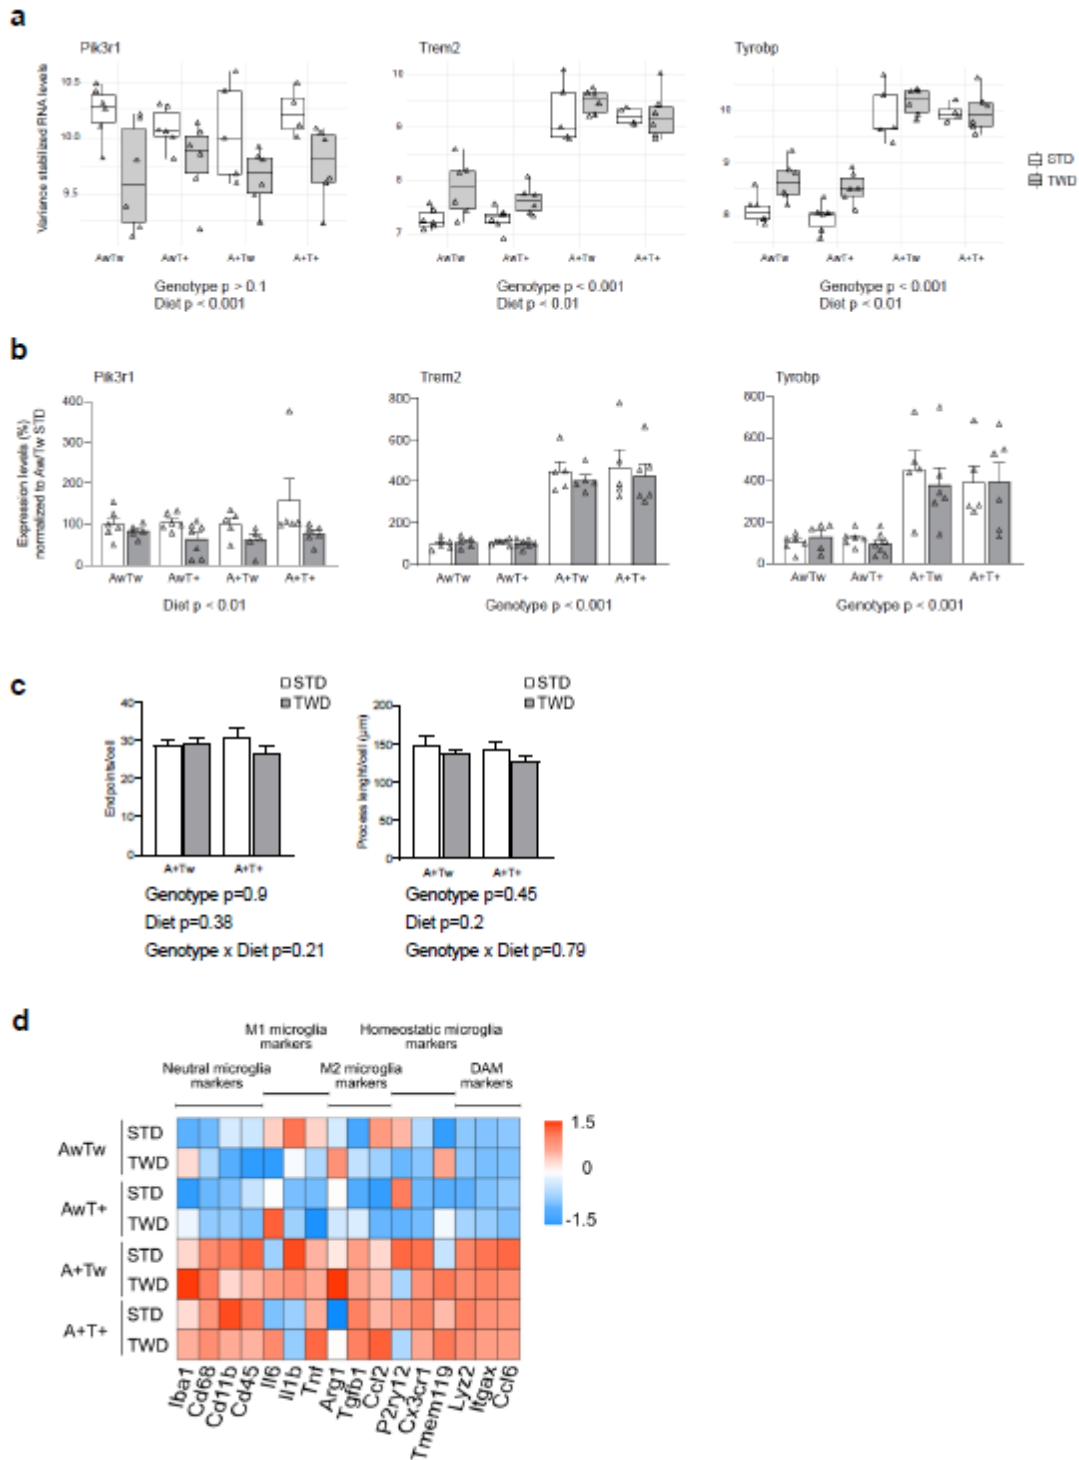 a
Pik3r1
Trem2
Tyrobp
Variance stabilized RNA levels
10.5
10.0
9.5
10
9
8
7
10
9
8
STD
TWD
AwTw AwT+ A+Tw A+T+
AwTw AwT+ A+Tw A+T+
AwTw AwT+ A+Tw A+T+
Genotype p > 0.1
Diet p < 0.001
Genotype p < 0.001
Diet p < 0.01
Genotype p < 0.001
Diet p < 0.01
b
Pik3r1
Trem2
Tyrobp
Expression levels (%)
normalized to Aw/Tw STD
400
300
200
100
0
800
600
400
200
0
800
600
400
200
0
AwTw AwT+ A+Tw A+T+
AwTw AwT+ A+Tw A+T+
AwTw AwT+ A+Tw A+T+
Diet p < 0.01
Genotype p < 0.001
Genotype p < 0.001
c
STD
TWD
Endpoints/cell
40
30
20
10
0
A+Tw A+T+
Genotype p=0.9
Diet p=0.38
Genotype x Diet p=0.21
STD
TWD
Process lenght/cell (µm)
200
150
100
50
0
A+Tw A+T+
Genotype p=0.45
Diet p=0.2
Genotype x Diet p=0.79
d
Neutral microglia
markers
M1 microglia
markers
M2 microglia
markers
Homeostatic microglia
markers
DAM
markers
AwTw
STD
TWD
AwT+
STD
TWD
A+Tw
STD
TWD
A+T+
STD
TWD
1.5
0
-1.5
Iba1 Cd68 Cd11b Cd45 Il6 Il1b Tnf Arg1 Tgfb1 Ccl2 P2ry12 Cx3cr1 Tmem119 Lyz2 Itgax Ccl6